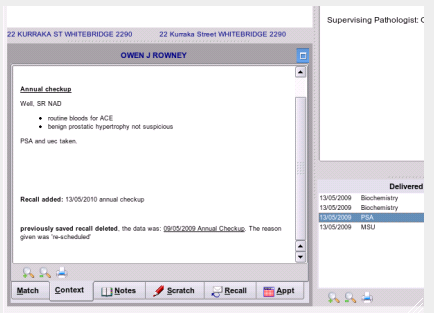 Supervising Pathologist: C
22 KURRAKA ST WHITEBRIDGE 2290 22 Kurraka Street WHITEBRIDGE 2290
OWEN J ROWNEY
Annual checkup
Well, SR NAD
routine bloods for ACE
benign prostatic hypertrophy not suspicious
PSA and uec taken.
Recall added: 13/05/2010 annual checkup
previously saved recall deleted, the data was: 09/05/2009 Annual Checkup. The reason
given was 're-scheduled'
Match Context Notes Scratch Recall Appt
Delivered
13/05/2009 Biochemistry
13/05/2009 Biochemistry
13/05/2009 PSA
13/05/2009 MSU